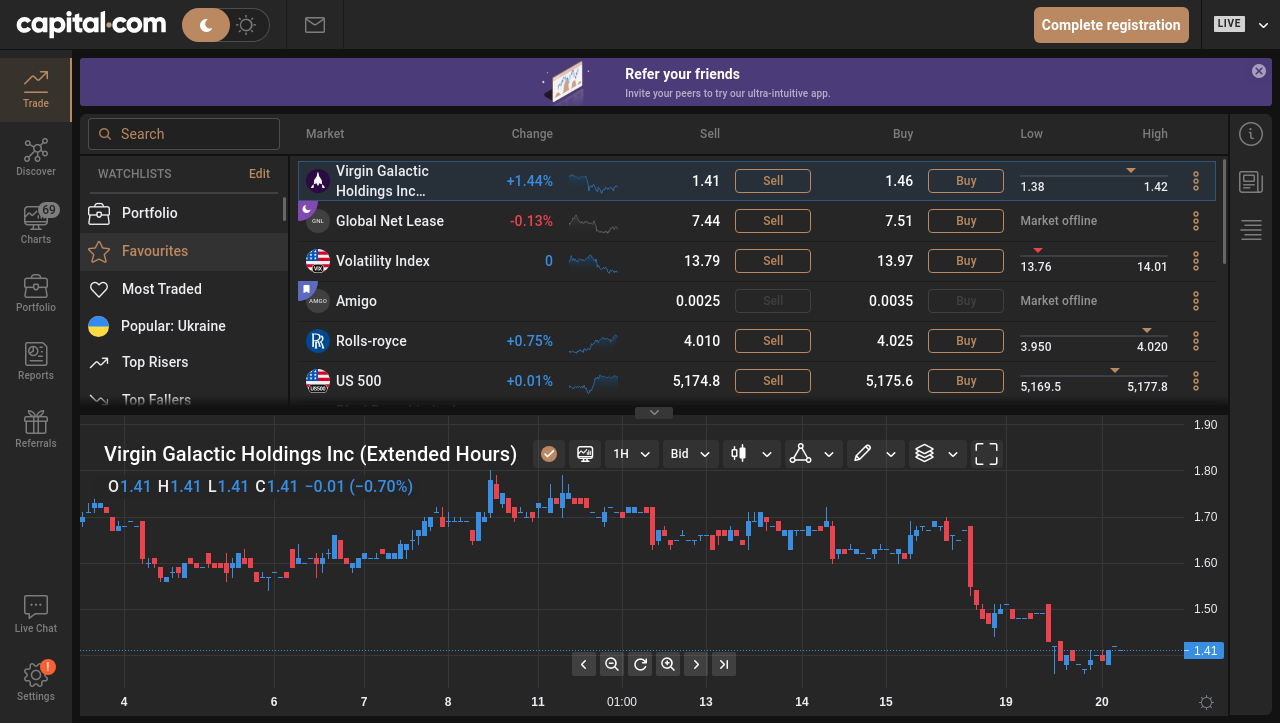 capital.com
Complete registration
LIVE
Trade
Discover
69
Charts
Portfolio
Reports
Referrals
Live Chat
!
Settings
Refer your friends
Invite your peers to try our ultra-intuitive app.
Search
WATCHLISTS Edit
Portfolio
Favourites
Most Traded
Popular: Ukraine
Top Risers
Top Fallers
Market Change Sell Buy Low High
Virgin Galactic
Holdings Inc... +1.44% 1.41 Sell 1.46 Buy 1.38 1.42
GNL Global Net Lease -0.13% 7.44 Sell 7.51 Buy Market offline
VIX Volatility Index 0 13.79 Sell 13.97 Buy 13.76 14.01
AMGO Amigo 0.0025 Sell 0.0035 Buy Market offline
Rolls-royce +0.75% 4.010 Sell 4.025 Buy 3.950 4.020
US500 US 500 +0.01% 5,174.8 Sell 5,175.6 Buy 5,169.5 5,177.8
Virgin Galactic Holdings Inc (Extended Hours) 1H Bid
O1.41 H1.41 L1.41 C1.41 −0.01 (−0.70%)
1.90
1.80
1.70
1.60
1.50
1.41
4 6 7 8 11 01:00 13 14 15 19 20